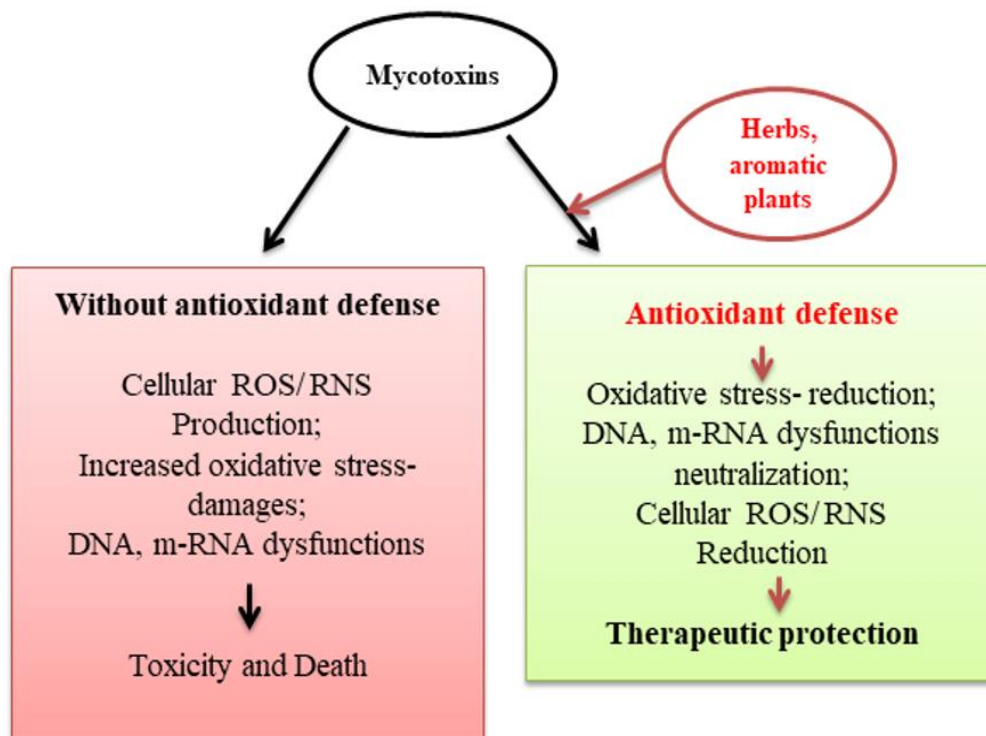 Mycotoxins
Herbs,
aromatic
plants
Without antioxidant defense
Cellular ROS/RNS
Production;
Increased oxidative stress-
damages;
DNA, m-RNA dysfunctions
Toxicity and Death
Antioxidant defense
Oxidative stress- reduction;
DNA, m-RNA dysfunctions
neutralization;
Cellular ROS/RNS
Reduction
Therapeutic protection